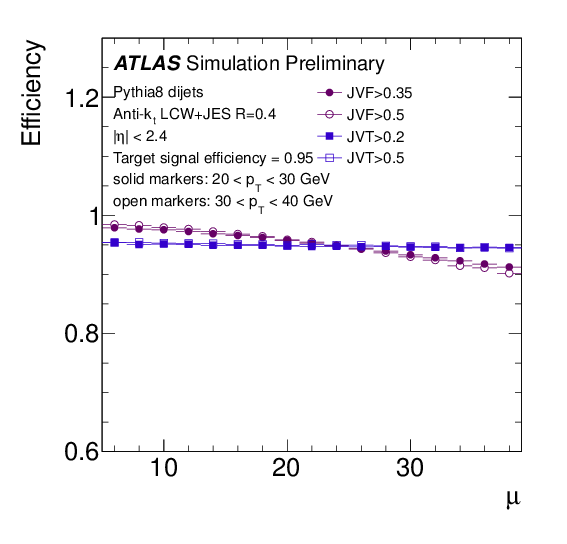 ATLAS Simulation Preliminary
Pythia8 dijets
Anti-kt LCW+JES R=0.4
|η| < 2.4
Target signal efficiency = 0.95
solid markers: 20 < pT < 30 GeV
open markers: 30 < pT < 40 GeV
JVF>0.35
JVF>0.5
JVT>0.2
JVT>0.5
Efficiency
1.2
1
0.8
0.6
10 20 30
μ